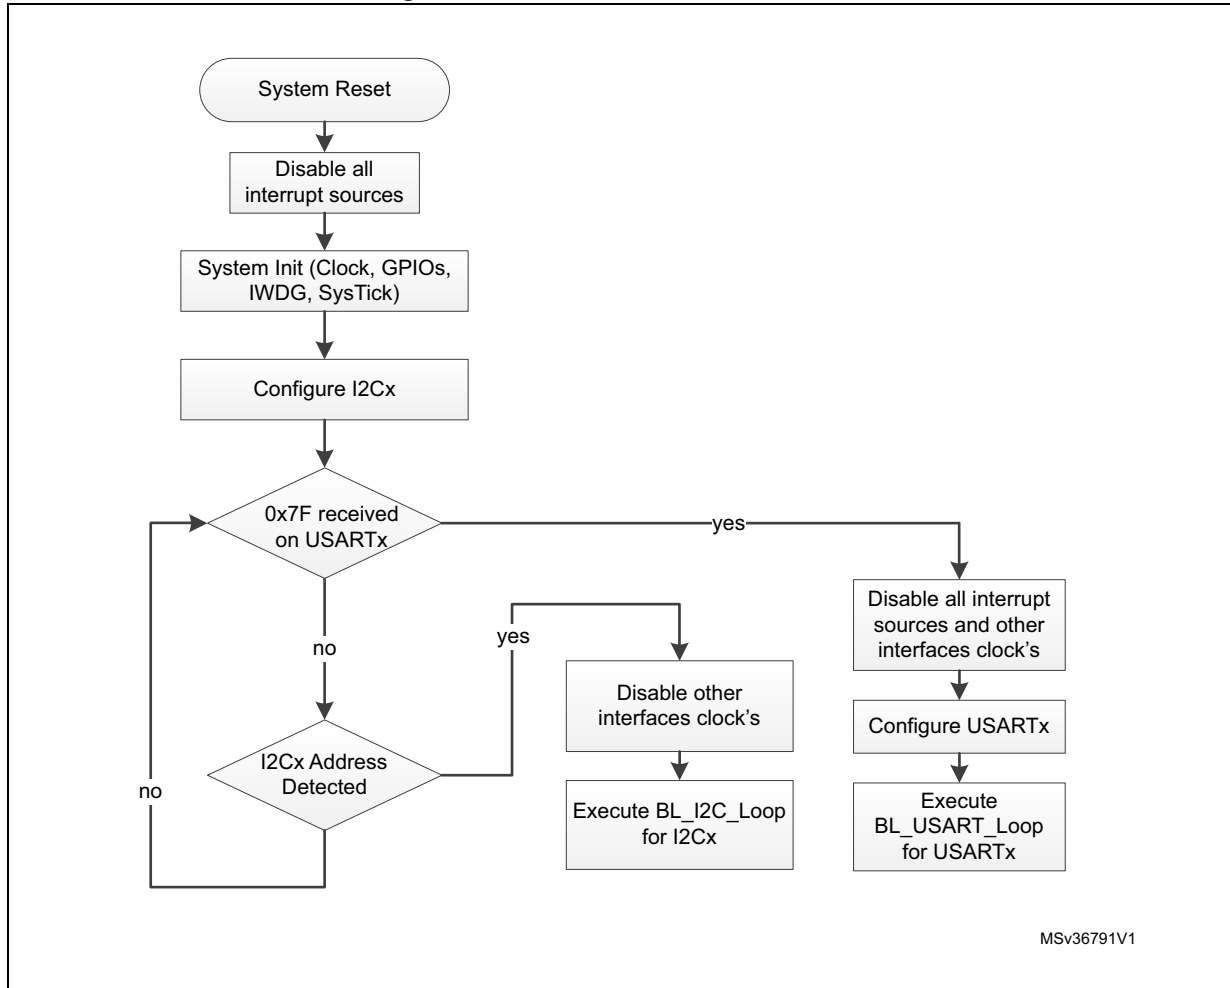 System Reset
Disable all
interrupt sources
System Init (Clock, GPIOs,
IWDG, SysTick)
Configure I2Cx
0x7F received
on USARTx
yes
no
Disable all interrupt
sources and other
interfaces clock's
yes
Disable other
interfaces clock's
Configure USARTx
I2Cx Address
Detected
no
Execute BL_I2C_Loop
for I2Cx
Execute
BL_USART_Loop
for USARTx
MSv36791V1